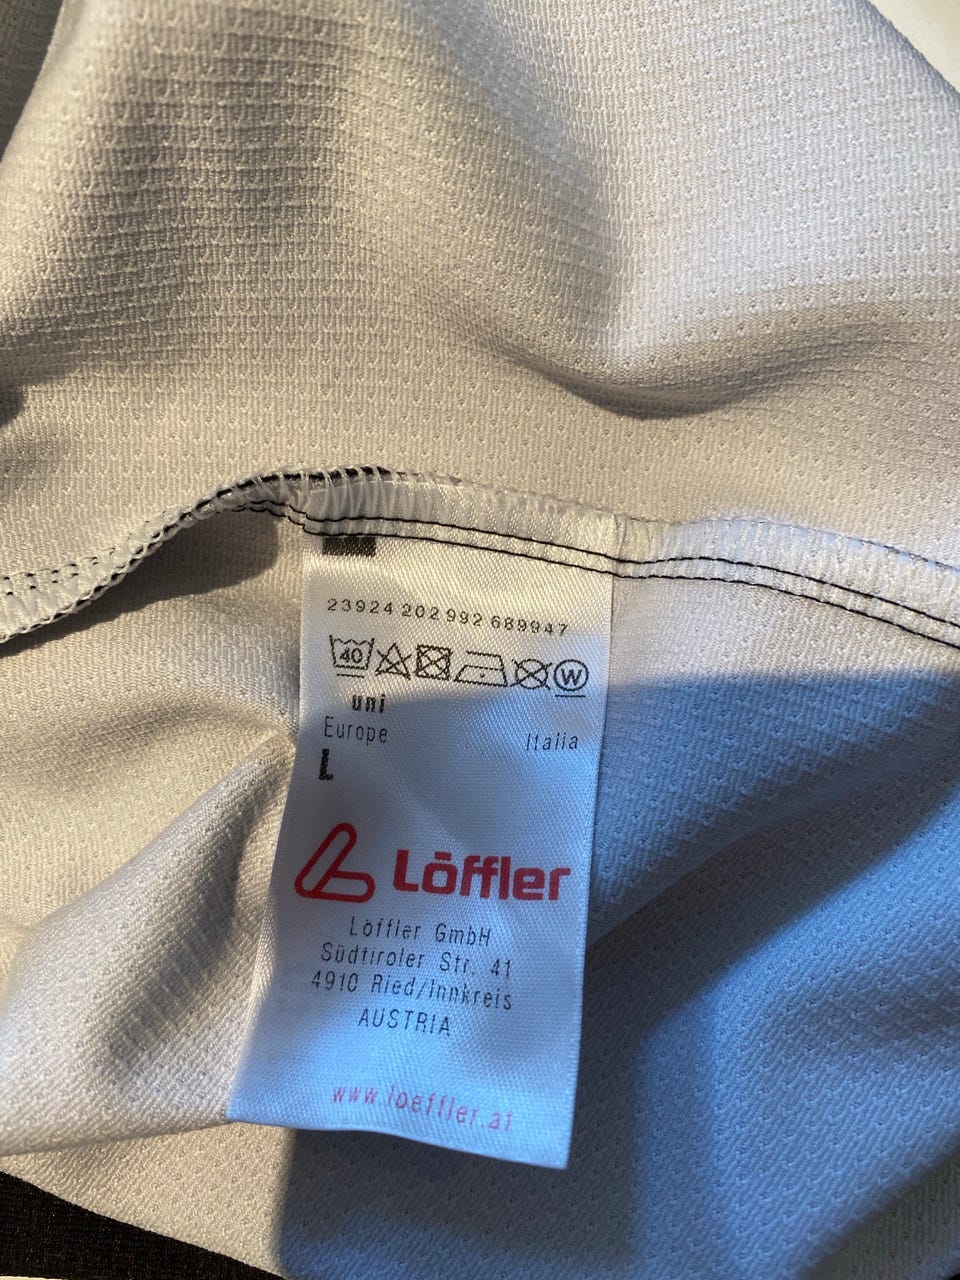 23924 202 992 689947
40 W
uni
Europe Italia
L
Löffler
Löffler GmbH
Südtiroler Str. 41
4910 Ried/Innkreis
AUSTRIA
www.loeffler.at